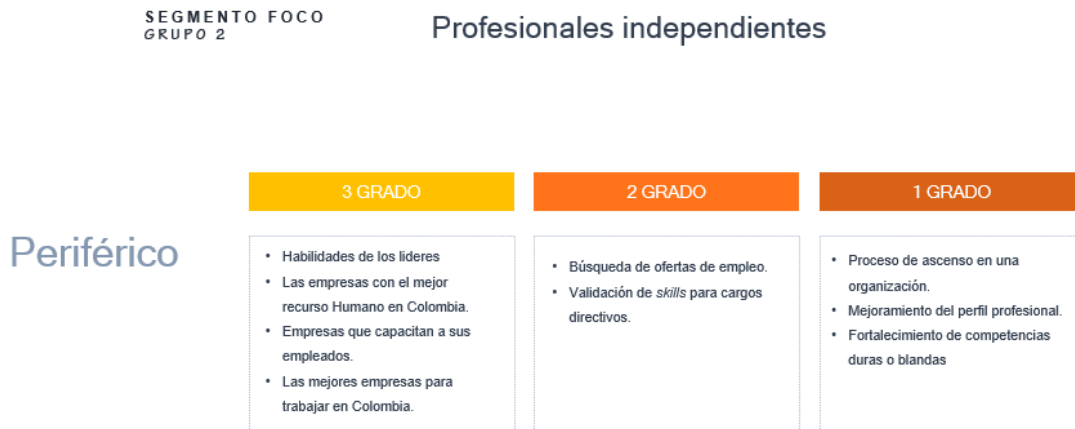 SEGMENTO FOCO
GRUPO 2
Profesionales independientes
3 GRADO
2 GRADO
1 GRADO
Periférico
• Habilidades de los lideres
• Las empresas con el mejor
recurso Humano en Colombia.
• Empresas que capacitan a sus
empleados.
• Las mejores empresas para
trabajar en Colombia.
• Búsqueda de ofertas de empleo.
• Validación de skills para cargos
directivos.
• Proceso de ascenso en una
organización.
• Mejoramiento del perfil profesional.
• Fortalecimiento de competencias
duras o blandas